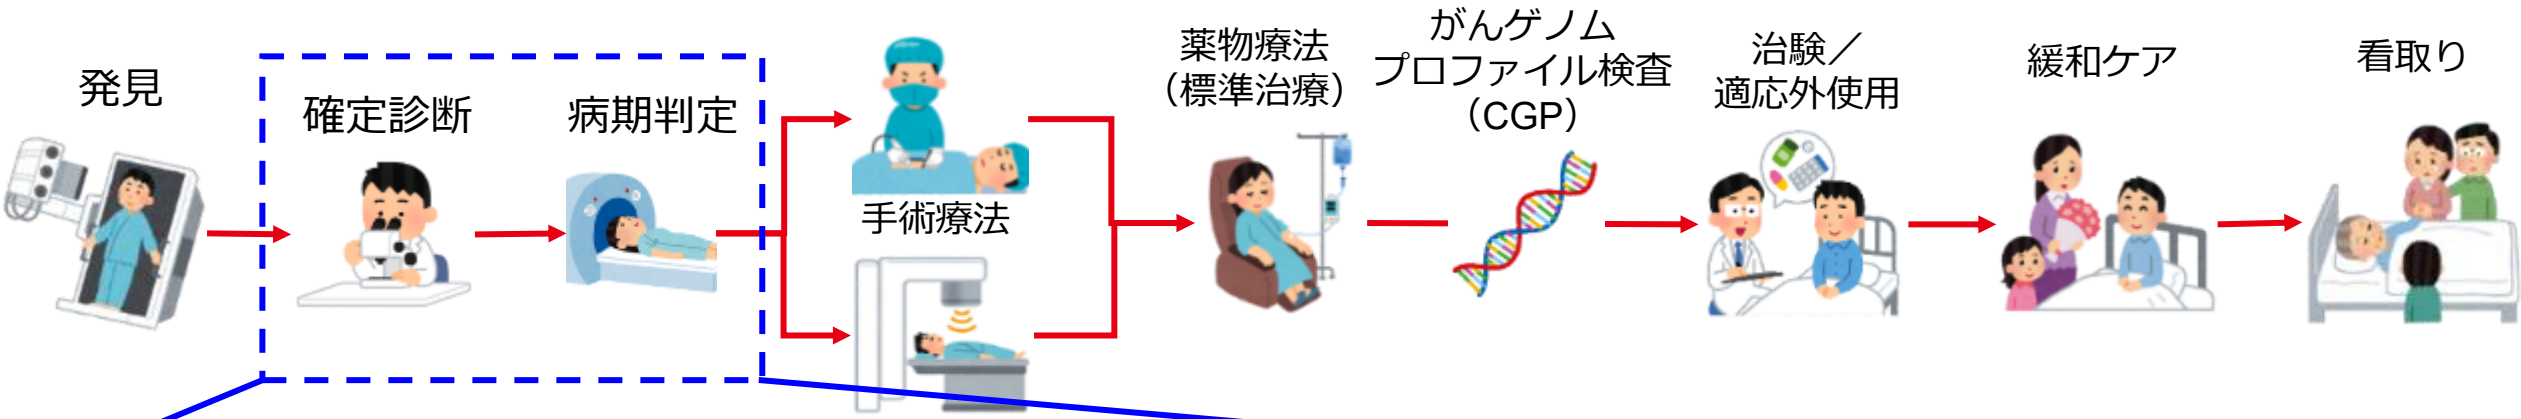 発見
確定診断
病期判定
手術療法
薬物療法
（標準治療）
がんゲノム
プロファイル検査
（CGP）
治験／
適応外使用
緩和ケア
看取り